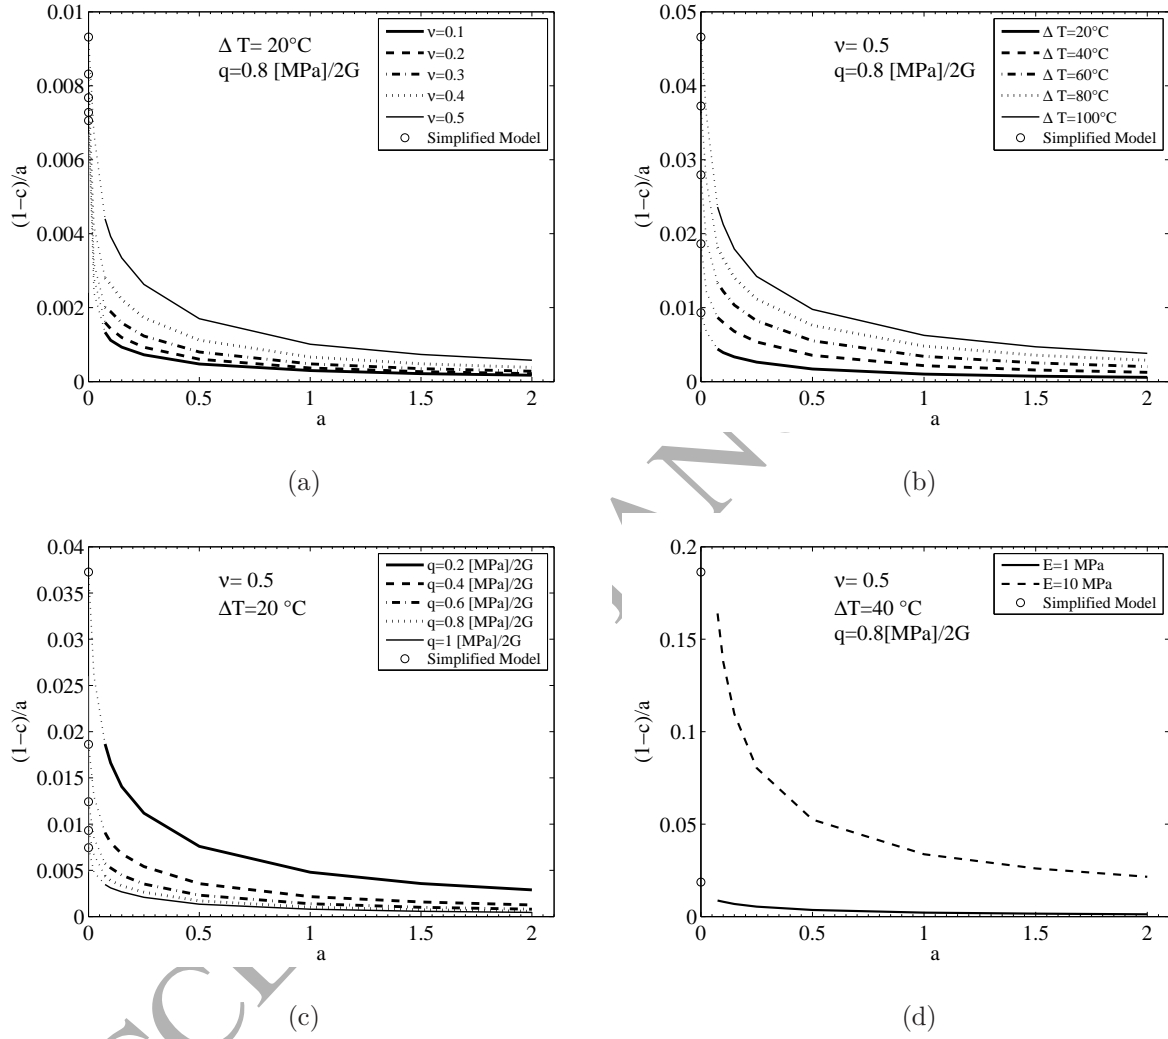 0.01
0.008
0.006
0.004
0.002
0
(1−c)/a
Δ T= 20°C
q=0.8 [MPa]/2G
ν=0.1
ν=0.2
ν=0.3
ν=0.4
ν=0.5
Simplified Model
0 0.5 1 1.5 2
a
(a)
0.05
0.04
0.03
0.02
0.01
0
(1−c)/a
ν= 0.5
q=0.8 [MPa]/2G
Δ T=20°C
Δ T=40°C
Δ T=60°C
Δ T=80°C
Δ T=100°C
Simplified Model
0 0.5 1 1.5 2
a
(b)
0.04
0.035
0.03
0.025
0.02
0.015
0.01
0.005
0
(1−c)/a
ν= 0.5
ΔT=20 °C
q=0.2 [MPa]/2G
q=0.4 [MPa]/2G
q=0.6 [MPa]/2G
q=0.8 [MPa]/2G
q=1 [MPa]/2G
Simplified Model
0 0.5 1 1.5 2
a
(c)
0.2
0.15
0.1
0.05
0
(1−c)/a
ν= 0.5
ΔT=40 °C
q=0.8[MPa]/2G
E=1 MPa
E=10 MPa
Simplified Model
0 0.5 1 1.5 2
a
(d)